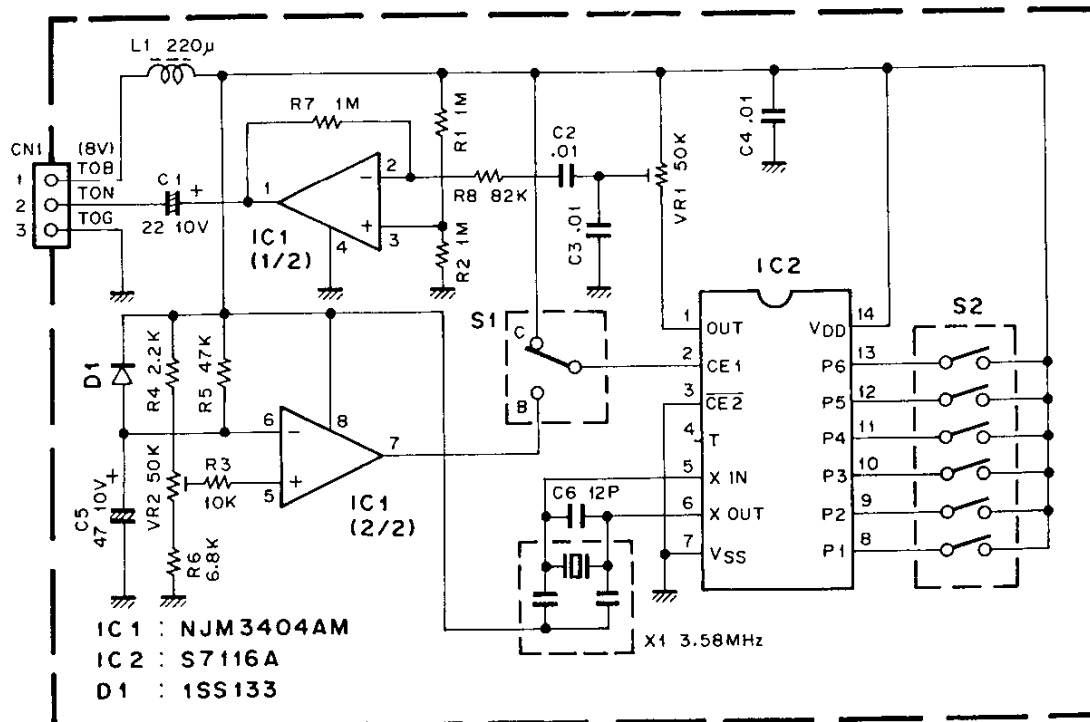 L1 220µ
R7 1M
R1 1M
C2
.01
C4 .01
CN1 (8V)
1 TOB
2 TON
3 TOG
C1 +
22 10V
1
2
−
+
3
4
IC1
(1/2)
R8 82K
R2 1M
C3 .01
VR1 50K
IC2
S1
C
B
S2
1 OUT
2 CE1
3 CE2
4 T
5 X IN
6 X OUT
7 VSS
VDD 14
P6 13
P5 12
P4 11
P3 10
P2 9
P1 8
D1
R4 2.2K
R5 47K
6
−
8
7
+
5
C5 +
47 10V
VR2 50K
R3
10K
R6
6.8K
IC1
(2/2)
C6 12P
X1 3.58MHz
IC1 : NJM3404AM
IC2 : S7116A
D1 : 1SS133